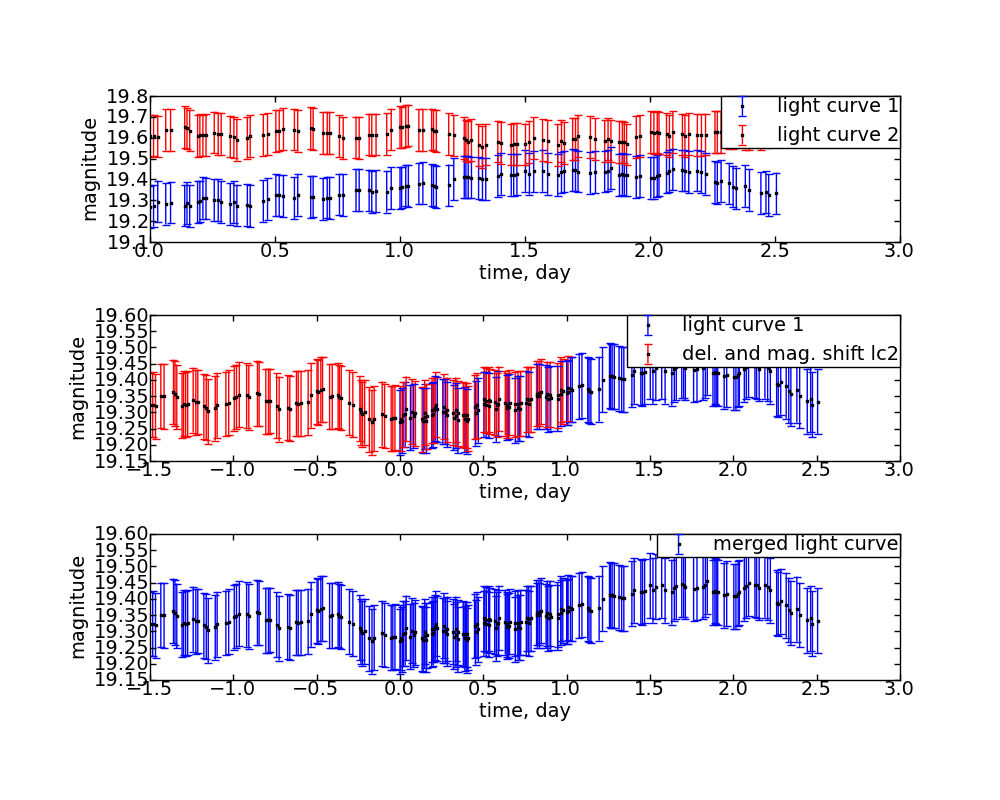 19.8
19.7
19.6
19.5
19.4
19.3
19.2
19.1
magnitude
light curve 1
light curve 2
0.0 0.5 1.0 1.5 2.0 2.5 3.0
time, day
19.60
19.55
19.50
19.45
19.40
19.35
19.30
19.25
19.20
19.15
magnitude
light curve 1
del. and mag. shift lc2
−1.5 −1.0 −0.5 0.0 0.5 1.0 1.5 2.0 2.5 3.0
time, day
19.60
19.55
19.50
19.45
19.40
19.35
19.30
19.25
19.20
19.15
magnitude
merged light curve
−1.5 −1.0 −0.5 0.0 0.5 1.0 1.5 2.0 2.5 3.0
time, day